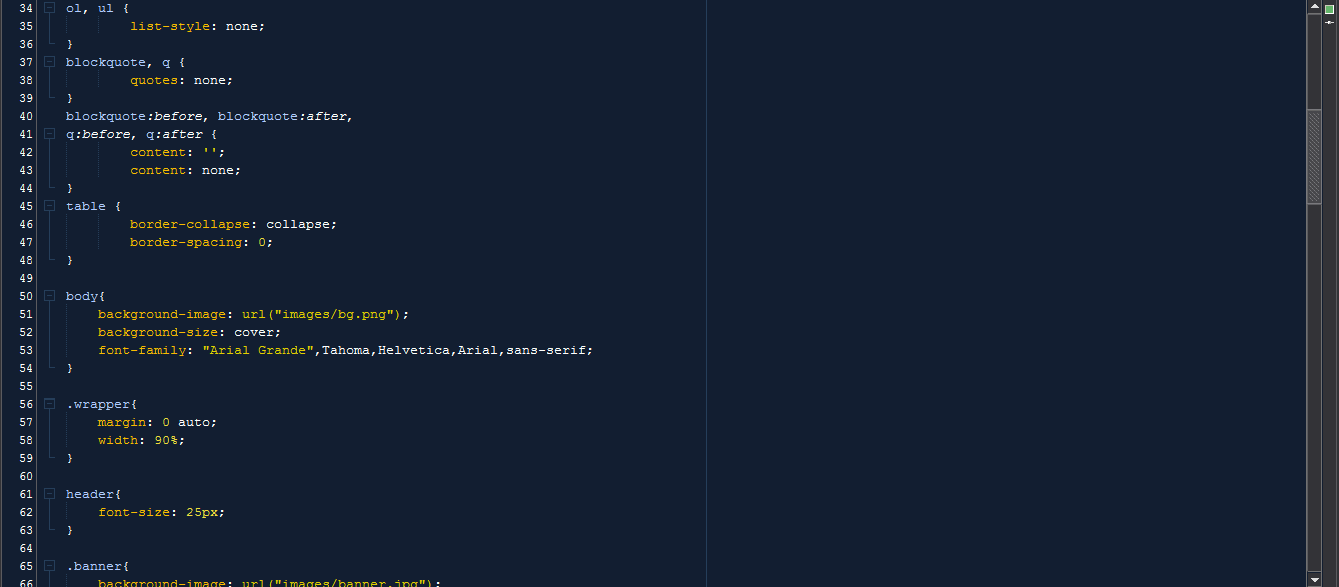 34 ol, ul {
35 list-style: none;
36 }
37 blockquote, q {
38 quotes: none;
39 }
40 blockquote:before, blockquote:after,
41 q:before, q:after {
42 content: '';
43 content: none;
44 }
45 table {
46 border-collapse: collapse;
47 border-spacing: 0;
48 }
49
50 body{
51 background-image: url("images/bg.png");
52 background-size: cover;
53 font-family: "Arial Grande",Tahoma,Helvetica,Arial,sans-serif;
54 }
55
56 .wrapper{
57 margin: 0 auto;
58 width: 90%;
59 }
60
61 header{
62 font-size: 25px;
63 }
64
65 .banner{
66 background-image: url("images/banner.jpg");